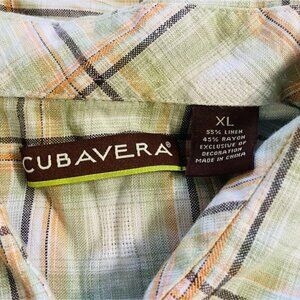 CUBAVERA®
XL
55% LINEN
45% RAYON
EXCLUSIVE OF
DECORATION
MADE IN CHINA